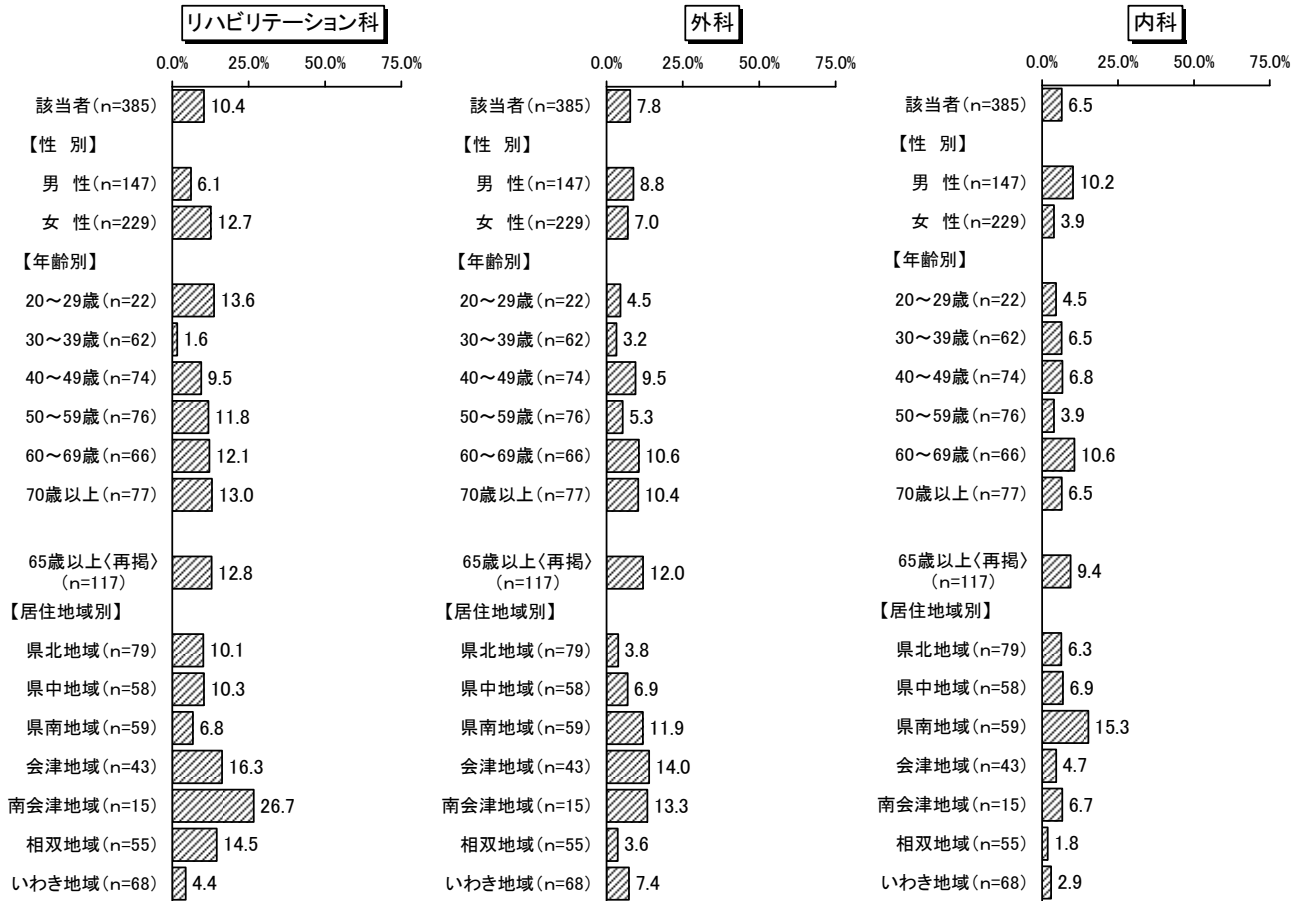 リハビリテーション科
0.0% 25.0% 50.0% 75.0%
該当者(n=385) 10.4
【性 別】
男 性(n=147) 6.1
女 性(n=229) 12.7
【年齢別】
20～29歳(n=22) 13.6
30～39歳(n=62) 1.6
40～49歳(n=74) 9.5
50～59歳(n=76) 11.8
60～69歳(n=66) 12.1
70歳以上(n=77) 13.0
65歳以上〈再掲〉
(n=117) 12.8
【居住地域別】
県北地域(n=79) 10.1
県中地域(n=58) 10.3
県南地域(n=59) 6.8
会津地域(n=43) 16.3
南会津地域(n=15) 26.7
相双地域(n=55) 14.5
いわき地域(n=68) 4.4
外科
0.0% 25.0% 50.0% 75.0%
該当者(n=385) 7.8
【性 別】
男 性(n=147) 8.8
女 性(n=229) 7.0
【年齢別】
20～29歳(n=22) 4.5
30～39歳(n=62) 3.2
40～49歳(n=74) 9.5
50～59歳(n=76) 5.3
60～69歳(n=66) 10.6
70歳以上(n=77) 10.4
65歳以上〈再掲〉
(n=117) 12.0
【居住地域別】
県北地域(n=79) 3.8
県中地域(n=58) 6.9
県南地域(n=59) 11.9
会津地域(n=43) 14.0
南会津地域(n=15) 13.3
相双地域(n=55) 3.6
いわき地域(n=68) 7.4
内科
0.0% 25.0% 50.0% 75.0%
該当者(n=385) 6.5
【性 別】
男 性(n=147) 10.2
女 性(n=229) 3.9
【年齢別】
20～29歳(n=22) 4.5
30～39歳(n=62) 6.5
40～49歳(n=74) 6.8
50～59歳(n=76) 3.9
60～69歳(n=66) 10.6
70歳以上(n=77) 6.5
65歳以上〈再掲〉
(n=117) 9.4
【居住地域別】
県北地域(n=79) 6.3
県中地域(n=58) 6.9
県南地域(n=59) 15.3
会津地域(n=43) 4.7
南会津地域(n=15) 6.7
相双地域(n=55) 1.8
いわき地域(n=68) 2.9